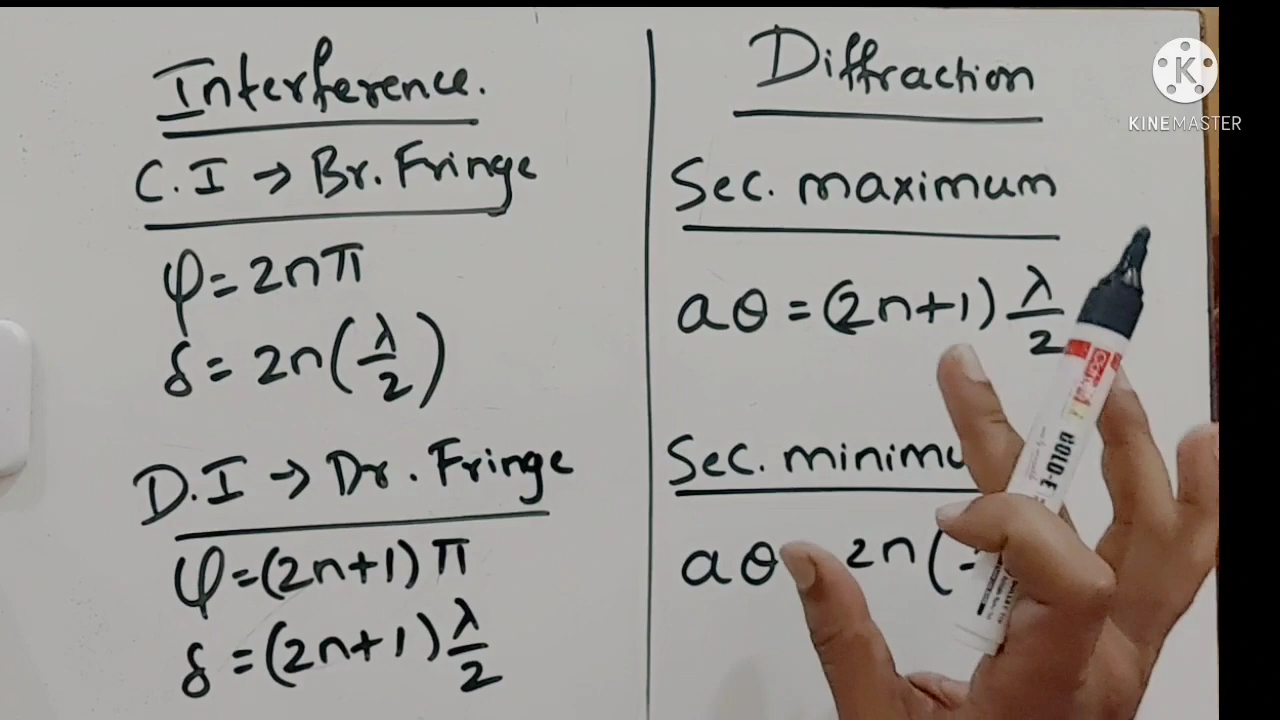 Interference.
C.I → Br. Fringe
φ = 2nπ
δ = 2n(λ/2)
D.I → Dr. Fringe
φ = (2n+1)π
δ = (2n+1)λ/2
Diffraction
Sec. maximum
aθ = (2n+1)λ/2
Sec. minimu
aθ 2n(
K
KINEMASTER
BOLD-E